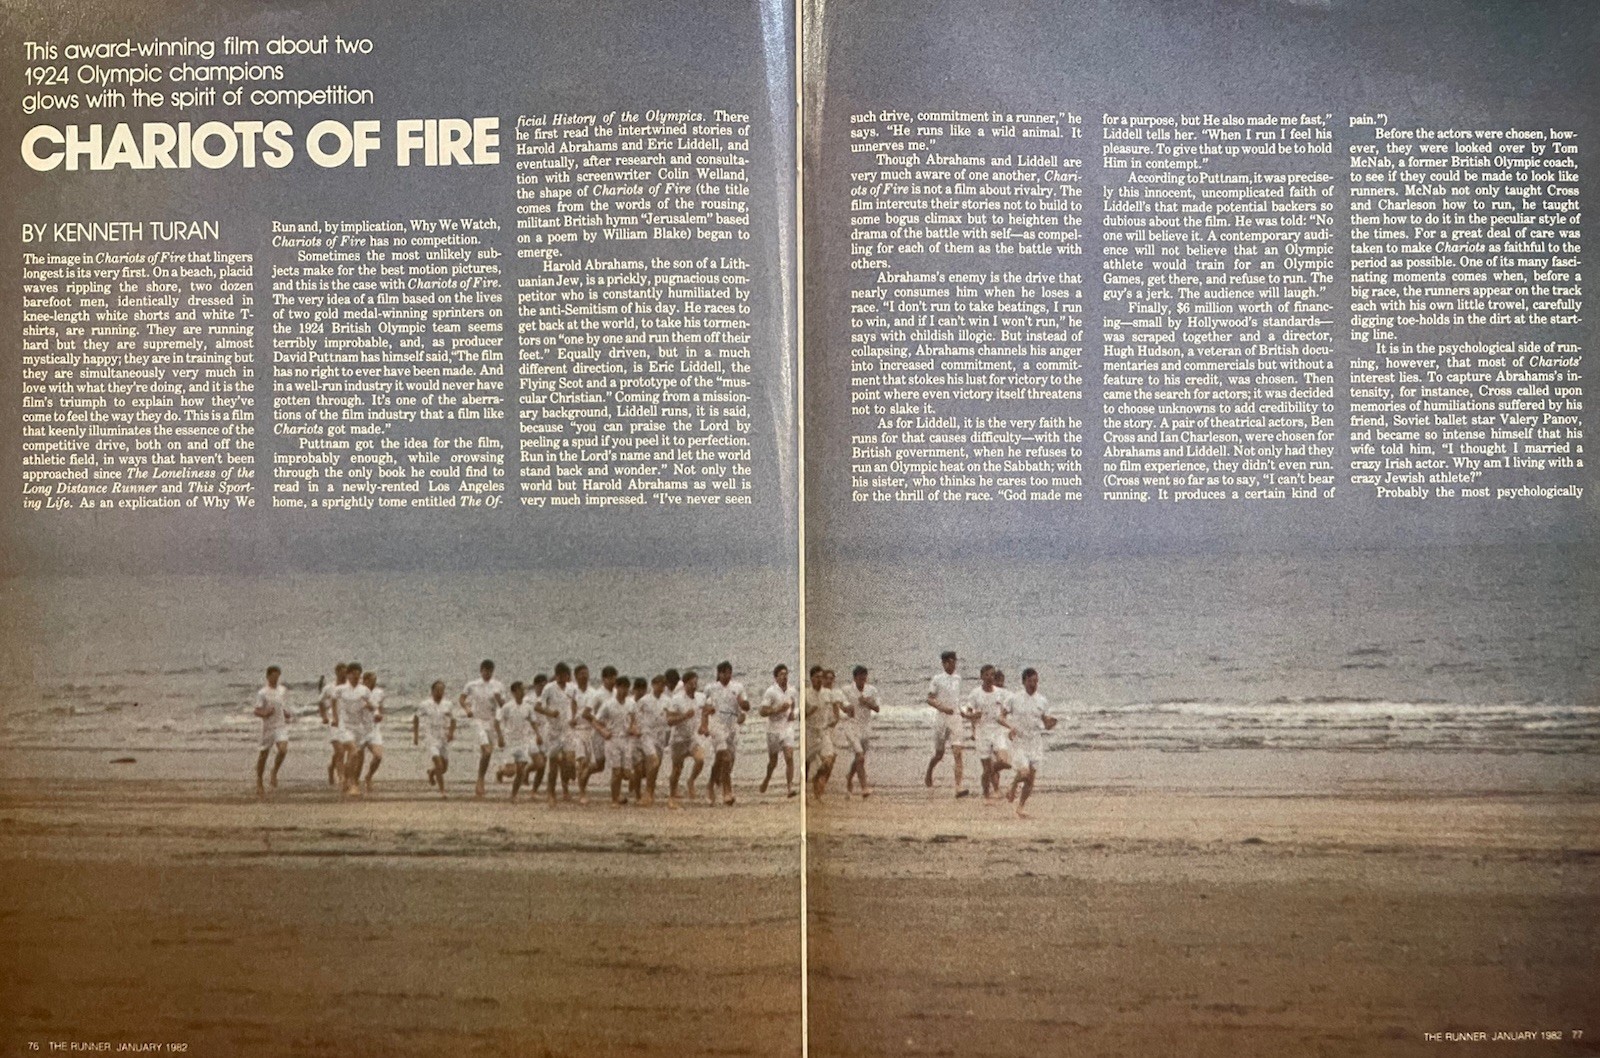 This award-winning film about two
1924 Olympic champions
glows with the spirit of competition
CHARIOTS OF FIRE
BY KENNETH TURAN
The image in Chariots of Fire that lingers
longest is its very first. On a beach, placid
waves rippling the shore, two dozen
barefoot men, identically dressed in
knee-length white shorts and white T-
shirts, are running. They are running
hard but they are supremely, almost
mystically happy; they are in training but
they are simultaneously very much in
love with what they're doing, and it is the
film's triumph to explain how they've
come to feel the way they do. This is a film
that keenly illuminates the essence of the
competitive drive, both on and off the
athletic field, in ways that haven't been
approached since The Loneliness of the
Long Distance Runner and This Sport-
ing Life. As an explication of Why We
Run and, by implication, Why We Watch,
Chariots of Fire has no competition.
Sometimes the most unlikely sub-
jects make for the best motion pictures,
and this is the case with Chariots of Fire.
The very idea of a film based on the lives
of two gold medal-winning sprinters on
the 1924 British Olympic team seems
terribly improbable, and, as producer
David Puttnam has himself said, "The film
has no right to ever have been made. And
in a well-run industry it would never have
gotten through. It's one of the aberra-
tions of the film industry that a film like
Chariots got made."
Puttnam got the idea for the film,
improbably enough, while orowsing
through the only book he could find to
read in a newly-rented Los Angeles
home, a sprightly tome entitled The Of-
ficial History of the Olympics. There
he first read the intertwined stories of
Harold Abrahams and Eric Liddell, and
eventually, after research and consulta-
tion with screenwriter Colin Welland,
the shape of Chariots of Fire (the title
comes from the words of the rousing,
militant British hymn "Jerusalem" based
on a poem by William Blake) began to
emerge.
Harold Abrahams, the son of a Lith-
uanian Jew, is a prickly, pugnacious com-
petitor who is constantly humiliated by
the anti-Semitism of his day. He races to
get back at the world, to take his tormen-
tors on "one by one and run them off their
feet." Equally driven, but in a much
different direction, is Eric Liddell, the
Flying Scot and a prototype of the "mus-
cular Christian." Coming from a mission-
ary background, Liddell runs, it is said,
because "you can praise the Lord by
peeling a spud if you peel it to perfection.
Run in the Lord's name and let the world
stand back and wonder." Not only the
world but Harold Abrahams as well is
very much impressed. "I've never seen
such drive, commitment in a runner," he
says. "He runs like a wild animal. It
unnerves me."
Though Abrahams and Liddell are
very much aware of one another, Chari-
ots of Fire is not a film about rivalry. The
film intercuts their stories not to build to
some bogus climax but to heighten the
drama of the battle with self—as compel-
ling for each of them as the battle with
others.
Abrahams's enemy is the drive that
nearly consumes him when he loses a
race. "I don't run to take beatings, I run
to win, and if I can't win I won't run," he
says with childish illogic. But instead of
collapsing, Abrahams channels his anger
into increased commitment, a commit-
ment that stokes his lust for victory to the
point where even victory itself threatens
not to slake it.
As for Liddell, it is the very faith he
runs for that causes difficulty—with the
British government, when he refuses to
run an Olympic heat on the Sabbath; with
his sister, who thinks he cares too much
for the thrill of the race. "God made me
for a purpose, but He also made me fast,"
Liddell tells her. "When I run I feel his
pleasure. To give that up would be to hold
Him in contempt."
According to Puttnam, it was precise-
ly this innocent, uncomplicated faith of
Liddell's that made potential backers so
dubious about the film. He was told: "No
one will believe it. A contemporary audi-
ence will not believe that an Olympic
athlete would train for an Olympic
Games, get there, and refuse to run. The
guy's a jerk. The audience will laugh."
Finally, $6 million worth of financ-
ing—small by Hollywood's standards—
was scraped together and a director,
Hugh Hudson, a veteran of British docu-
mentaries and commercials but without a
feature to his credit, was chosen. Then
came the search for actors; it was decided
to choose unknowns to add credibility to
the story. A pair of theatrical actors, Ben
Cross and Ian Charleson, were chosen for
Abrahams and Liddell. Not only had they
no film experience, they didn't even run.
(Cross went so far as to say, "I can't bear
running. It produces a certain kind of
pain.")
Before the actors were chosen, how-
ever, they were looked over by Tom
McNab, a former British Olympic coach,
to see if they could be made to look like
runners. McNab not only taught Cross
and Charleson how to run, he taught
them how to do it in the peculiar style of
the times. For a great deal of care was
taken to make Chariots as faithful to the
period as possible. One of its many fasci-
nating moments comes when, before a
big race, the runners appear on the track
each with his own little trowel, carefully
digging toe-holds in the dirt at the start-
ing line.
It is in the psychological side of run-
ning, however, that most of Chariots'
interest lies. To capture Abrahams's in-
tensity, for instance, Cross called upon
memories of humiliations suffered by his
friend, Soviet ballet star Valery Panov,
and became so intense himself that his
wife told him, "I thought I married a
crazy Irish actor. Why am I living with a
crazy Jewish athlete?"
Probably the most psychologically
76 THE RUNNER JANUARY 1982
THE RUNNER JANUARY 1982 77